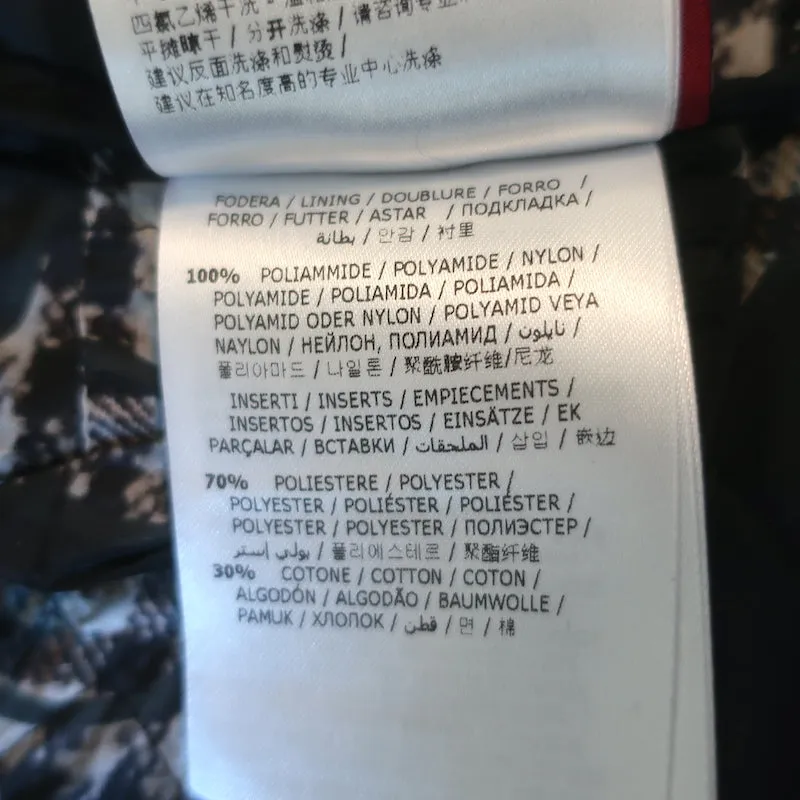 四氯乙烯干洗
平摊晾干 / 分开洗涤 / 请咨询专业
建议反面洗涤和熨烫 /
建议在知名度高的专业中心洗涤
FODERA / LINING / DOUBLURE / FORRO /
FORRO / FUTTER / ASTAR / ПОДКЛАДКА /
بطانة / 안감 / 衬里
100% POLIAMMIDE / POLYAMIDE / NYLON /
POLYAMIDE / POLIAMIDA / POLIAMIDA /
POLYAMID ODER NYLON / POLYAMID VEYA
NAYLON / НЕЙЛОН, ПОЛИАМИД / نايلون /
폴리아마드 / 나일론 / 聚酰胺纤维/尼龙
INSERTI / INSERTS / EMPIECEMENTS /
INSERTOS / INSERTOS / EINSÄTZE / EK
PARÇALAR / ВСТАВКИ / الملحقات / 삽입 / 嵌边
70% POLIESTERE / POLYESTER /
POLYESTER / POLIÉSTER / POLIÉSTER /
POLYESTER / POLYESTER / ПОЛИЭСТЕР /
بولي إستر / 폴리에스테르 / 聚酯纤维
30% COTONE / COTTON / COTON /
ALGODÓN / ALGODÃO / BAUMWOLLE /
PAMUK / ХЛОПОК / قطن / 면 / 棉